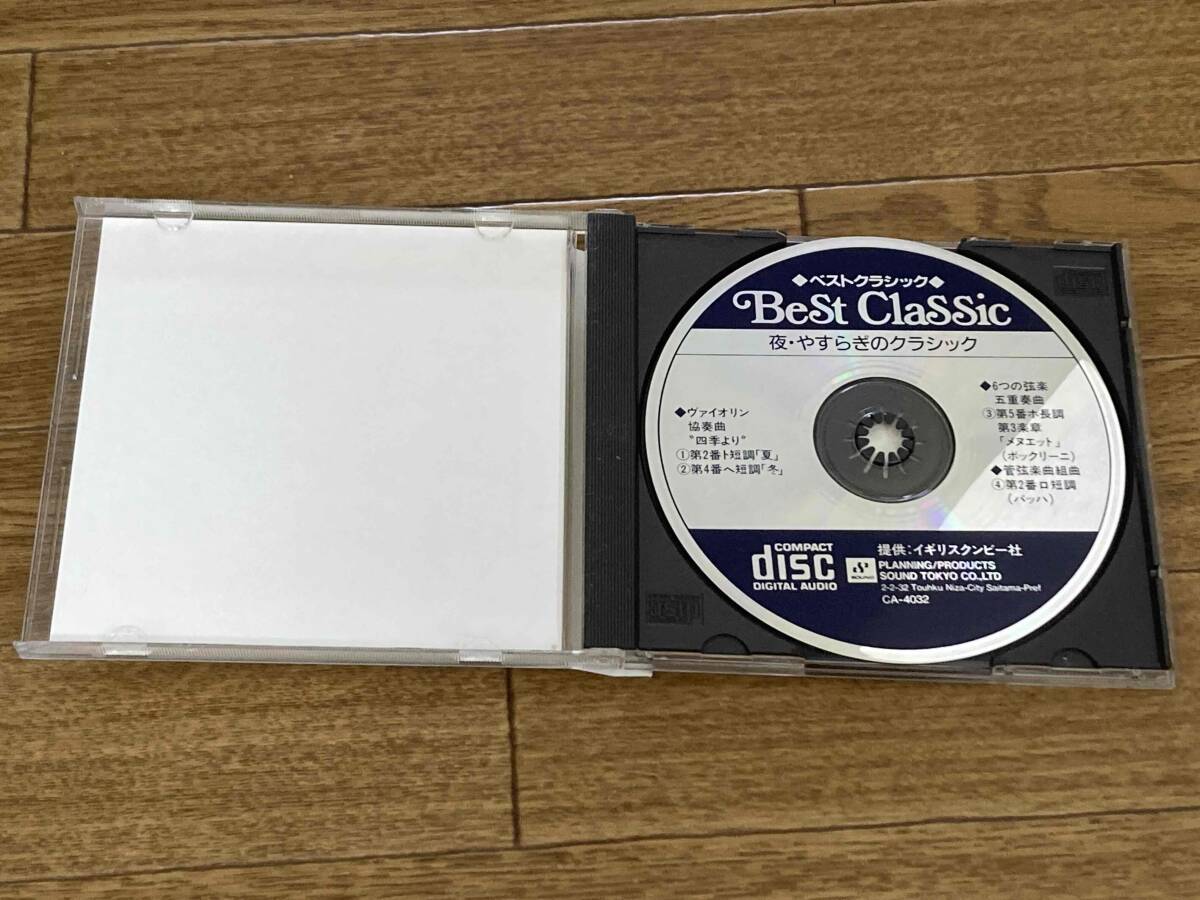 ◆ベストクラシック◆
BeSt ClaSSic
夜・やすらぎのクラシック
◆ヴァイオリン
協奏曲
"四季より"
①第2番ト短調「夏」
②第4番ヘ短調「冬」
◆6つの弦楽
五重奏曲
③第5番ホ長調
第3楽章
「メヌエット」
(ボックリーニ)
◆管弦楽曲組曲
④第2番ロ短調
(バッハ)
COMPACT
disc
DIGITAL AUDIO
SOUND
提供:イギリスクンビー社
PLANNING/PRODUCTS
SOUND TOKYO CO.,LTD
2-2-32 Touhku Niza-City Saitama-Pref
CA-4032